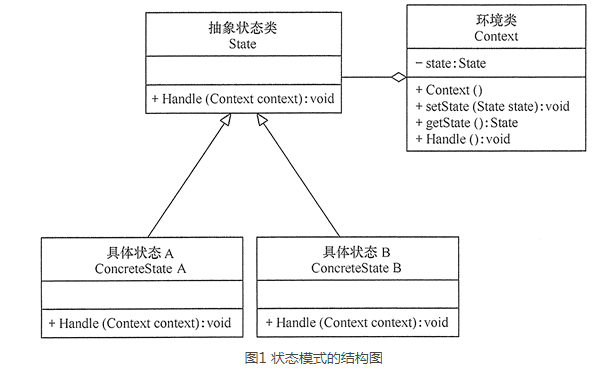 抽象状态类
State
+ Handle (Context context) : void
环境类
Context
− state : State
+ Context ()
+ setState (State state) : void
+ getState () : State
+ Handle () : void
具体状态 A
ConcreteState A
+ Handle (Context context) : void
具体状态 B
ConcreteState B
+ Handle (Context context) : void
图1 状态模式的结构图